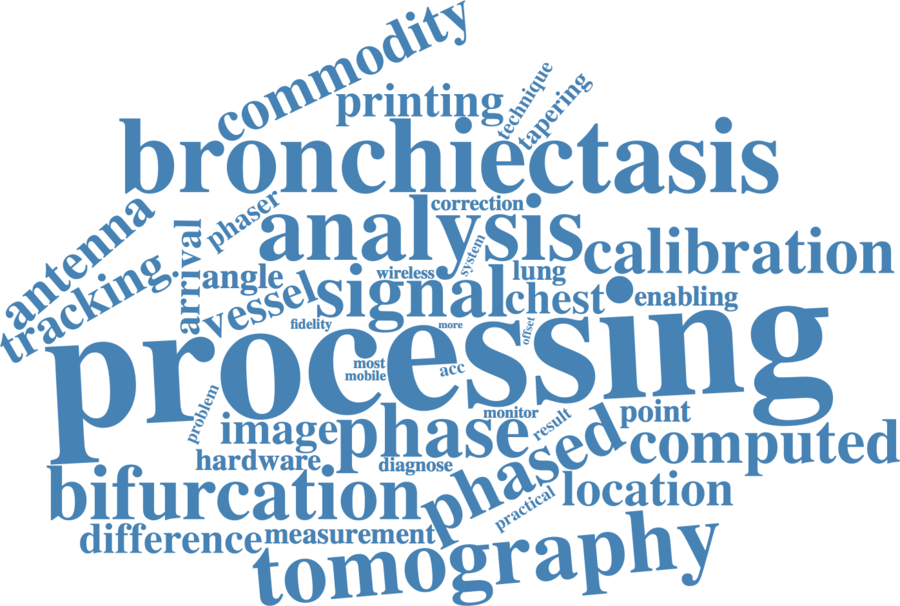 commodity
printing
technique
tapering
bronchiectasis
correction
analysis
phaser
antenna
arrival
system
calibration
tracking
angle
wireless
lung
vessel
signal
chest
enabling
fidelity
more
offset
processing
most
mobile
acc
problem
image
phase
monitor
result
point
hardware
diagnose
phased
computed
bifurcation
practical
location
difference
measurement
tomography